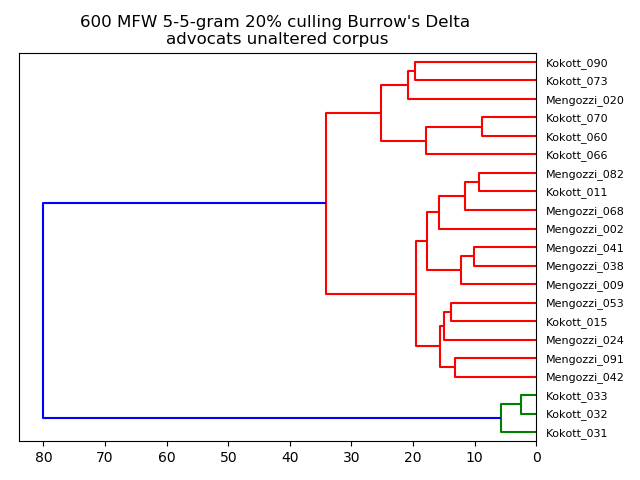 600 MFW 5-5-gram 20% culling Burrow's Delta
advocats unaltered corpus
Kokott_090
Kokott_073
Mengozzi_020
Kokott_070
Kokott_060
Kokott_066
Mengozzi_082
Kokott_011
Mengozzi_068
Mengozzi_002
Mengozzi_041
Mengozzi_038
Mengozzi_009
Mengozzi_053
Kokott_015
Mengozzi_024
Mengozzi_091
Mengozzi_042
Kokott_033
Kokott_032
Kokott_031
80 70 60 50 40 30 20 10 0